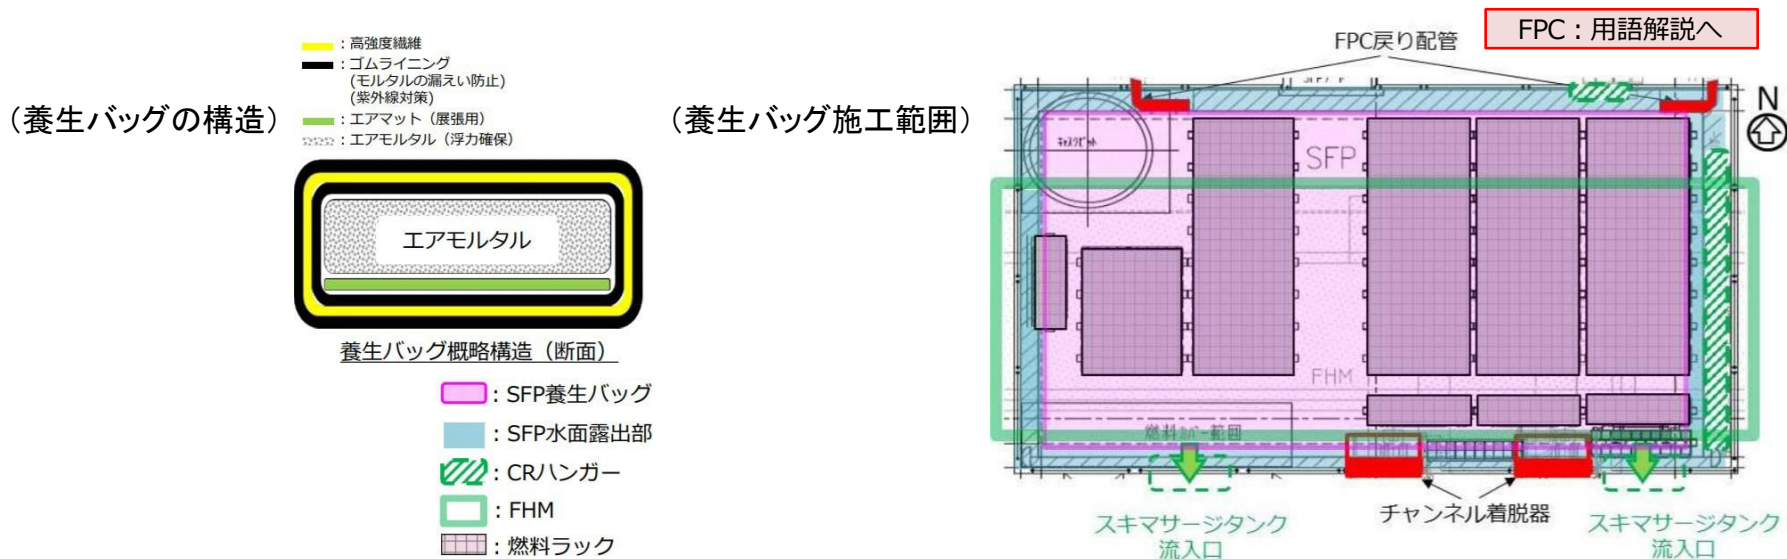 FPC：用語解説へ
：高強度繊維
：ゴムライニング
(モルタルの漏えい防止)
(紫外線対策)
：エアマット（展張用）
：エアモルタル（浮力確保）
（養生バッグの構造）
エアモルタル
養生バッグ概略構造（断面）
：SFP養生バッグ
：SFP水面露出部
：CRハンガー
：FHM
：燃料ラック
（養生バッグ施工範囲）
FPC戻り配管
N
キャスクピット
SFP
FHM
燃料カバー範囲
チャンネル着脱器
スキマサージタンク
流入口
スキマサージタンク
流入口